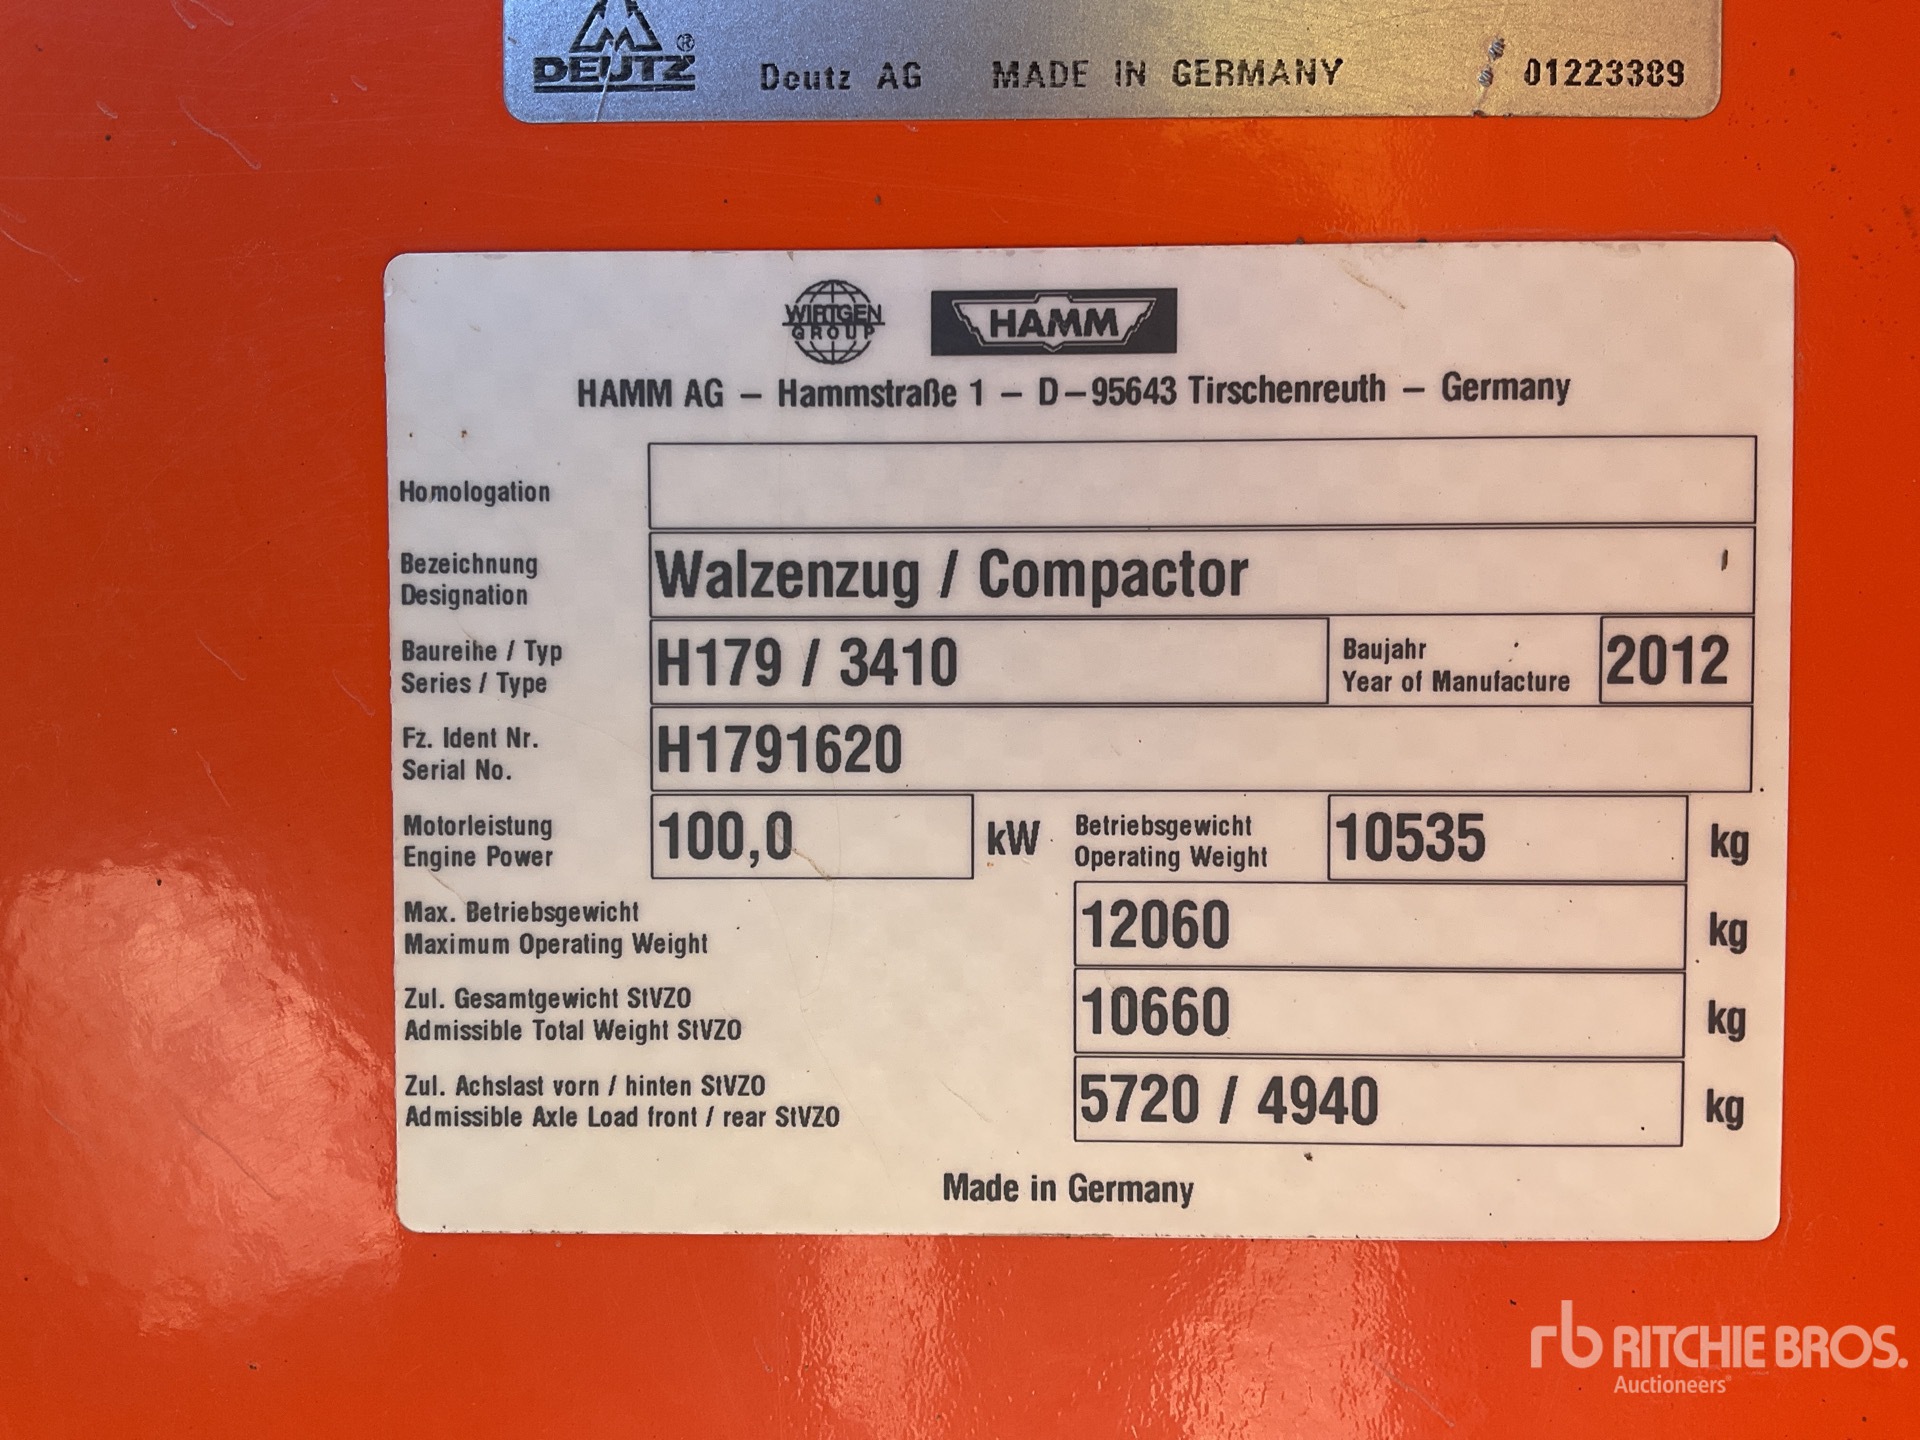 DEUTZ ® Deutz AG MADE IN GERMANY 01223389
WIRTGEN GROUP HAMM
HAMM AG – Hammstraße 1 – D–95643 Tirschenreuth – Germany
Homologation
Bezeichnung
Designation
Walzenzug / Compactor
Baureihe / Typ
Series / Type
H179 / 3410
Baujahr
Year of Manufacture
2012
Fz. Ident Nr.
Serial No.
H1791620
Motorleistung
Engine Power
100,0 kW
Betriebsgewicht
Operating Weight
10535 kg
Max. Betriebsgewicht
Maximum Operating Weight
12060 kg
Zul. Gesamtgewicht StVZO
Admissible Total Weight StVZO
10660 kg
Zul. Achslast vorn / hinten StVZO
Admissible Axle Load front / rear StVZO
5720 / 4940 kg
Made in Germany
rb RITCHIE BROS.
Auctioneers